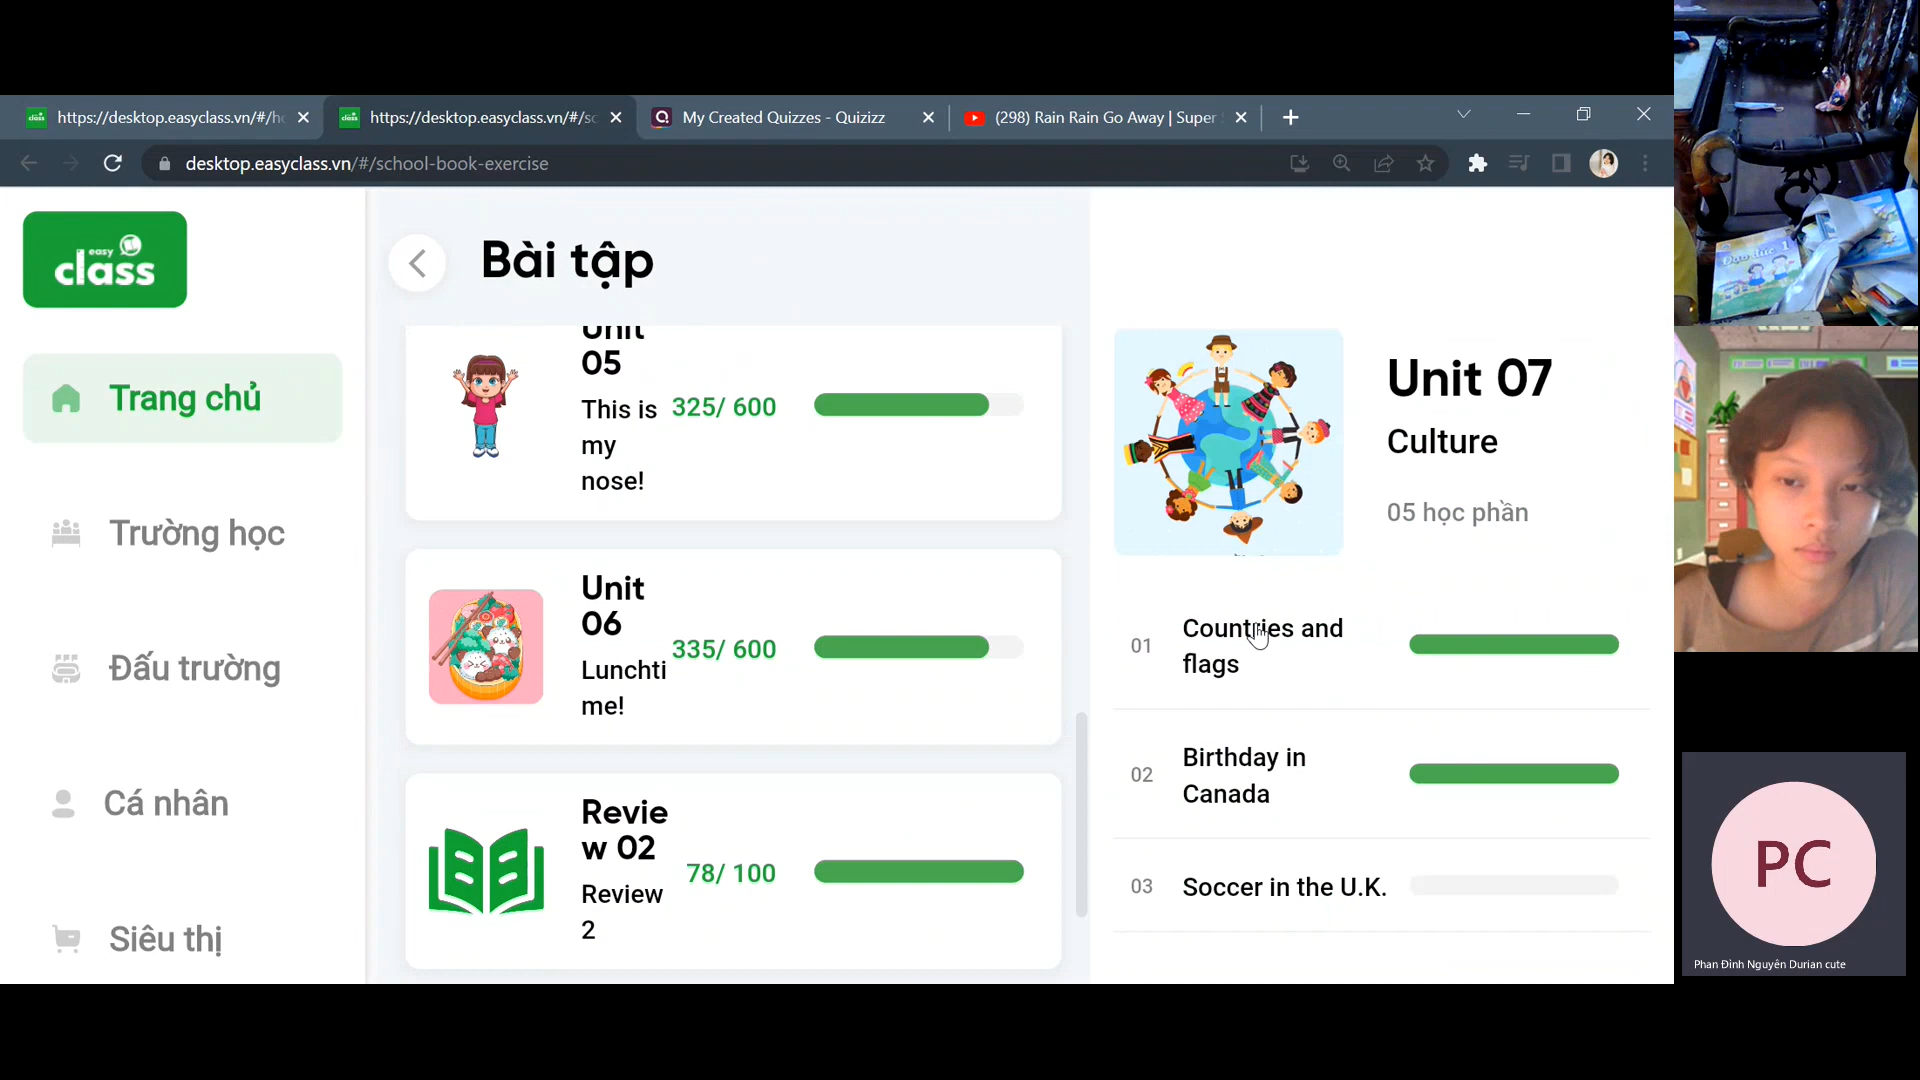 https://desktop.easyclass.vn/#/h
https://desktop.easyclass.vn/#/sc
My Created Quizzes - Quizizz
(298) Rain Rain Go Away | Super
desktop.easyclass.vn/#/school-book-exercise
easy
class
Trang chủ
Trường học
Đấu trường
Cá nhân
Siêu thị
Bài tập
Unit
05
This is
my
nose!
325/ 600
Unit
06
Lunchti
me!
335/ 600
Revie
w 02
Review
2
78/ 100
Unit 07
Culture
05 học phần
01
Countries and
flags
02
Birthday in
Canada
03
Soccer in the U.K.
Đạo đức 1
PC
Phan Đình Nguyên Durian cute